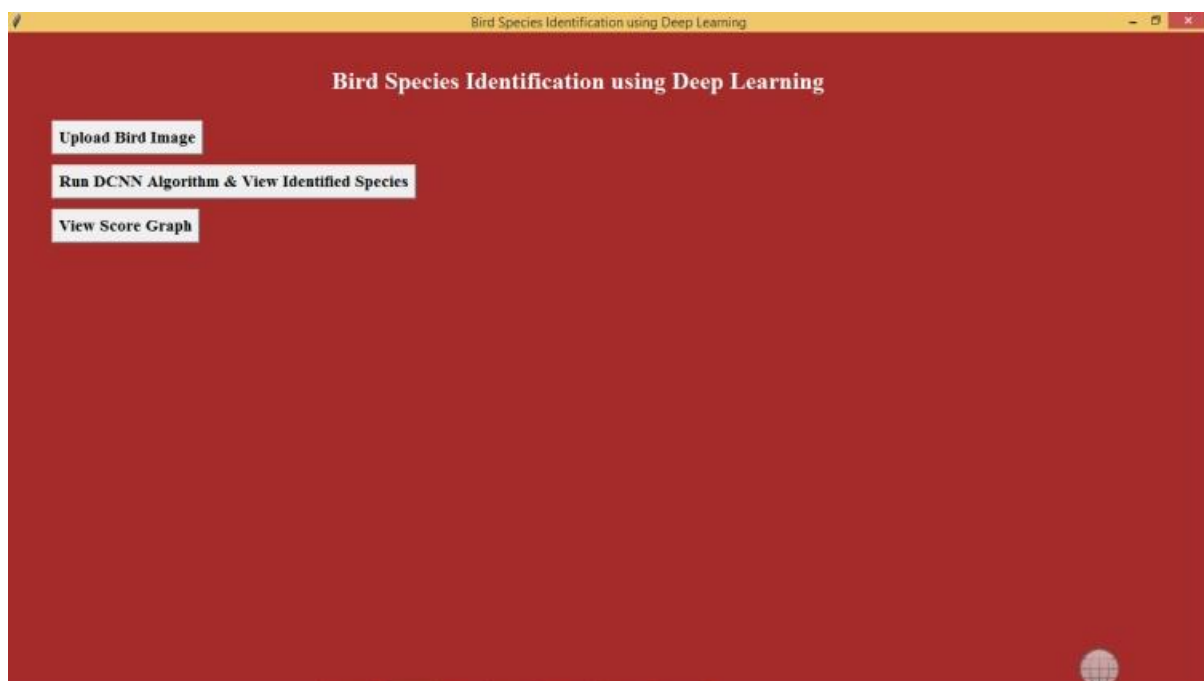 Bird Species Identification using Deep Learning
Bird Species Identification using Deep Learning
Upload Bird Image
Run DCNN Algorithm & View Identified Species
View Score Graph